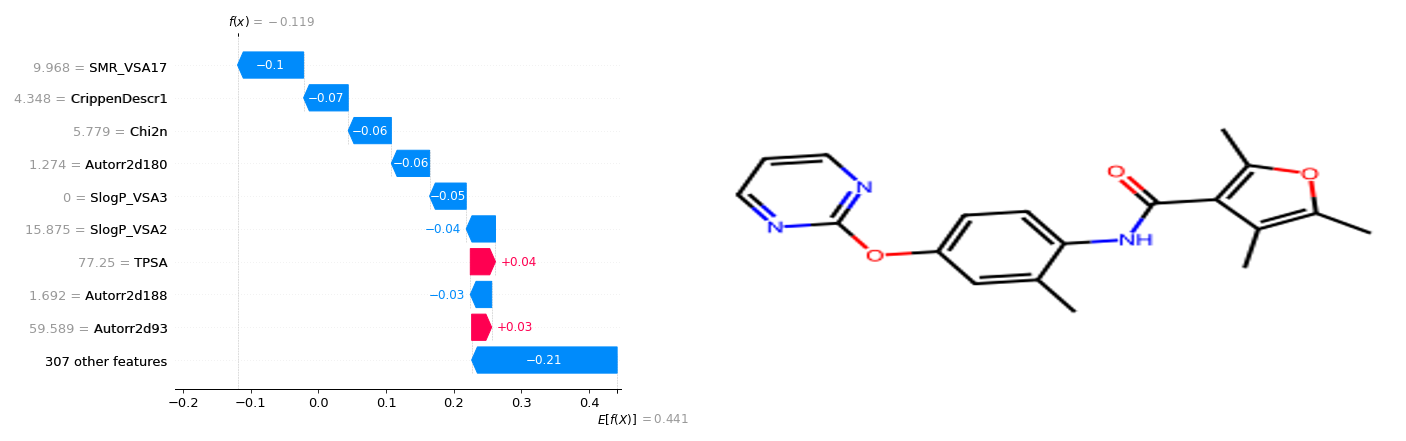 f(x) = −0.119
9.968 = SMR_VSA17
−0.1
4.348 = CrippenDescr1
−0.07
5.779 = Chi2n
−0.06
1.274 = Autorr2d180
−0.06
0 = SlogP_VSA3
−0.05
15.875 = SlogP_VSA2
−0.04
77.25 = TPSA
+0.04
1.692 = Autorr2d188
−0.03
59.589 = Autorr2d93
+0.03
307 other features
−0.21
−0.2 −0.1 0.0 0.1 0.2 0.3 0.4
E[f(X)] = 0.441
N
N
O
O
NH
O